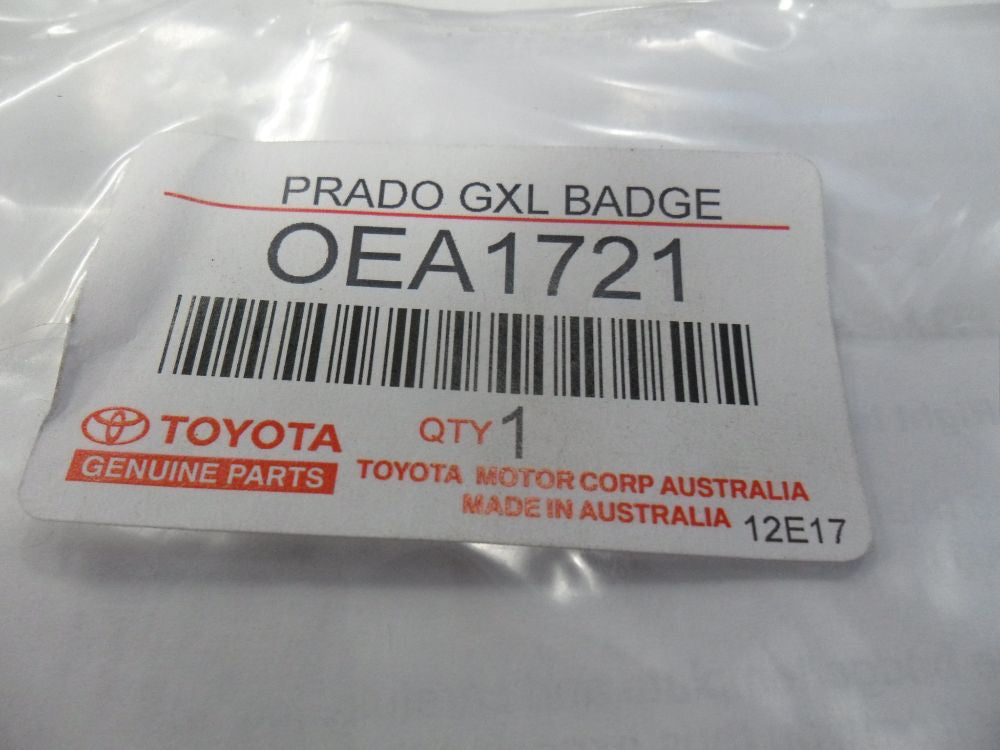 PRADO GXL BADGE
OEA1721
TOYOTA
GENUINE PARTS
QTY 1
TOYOTA MOTOR CORP AUSTRALIA
MADE IN AUSTRALIA
12E17